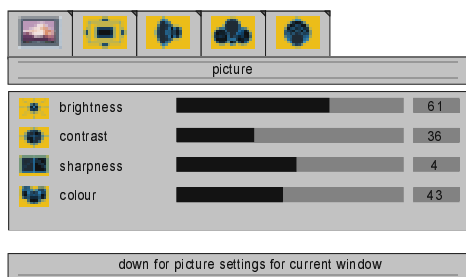 picture
brightness 61
contrast 36
sharpness 4
colour 43
down for picture settings for current window